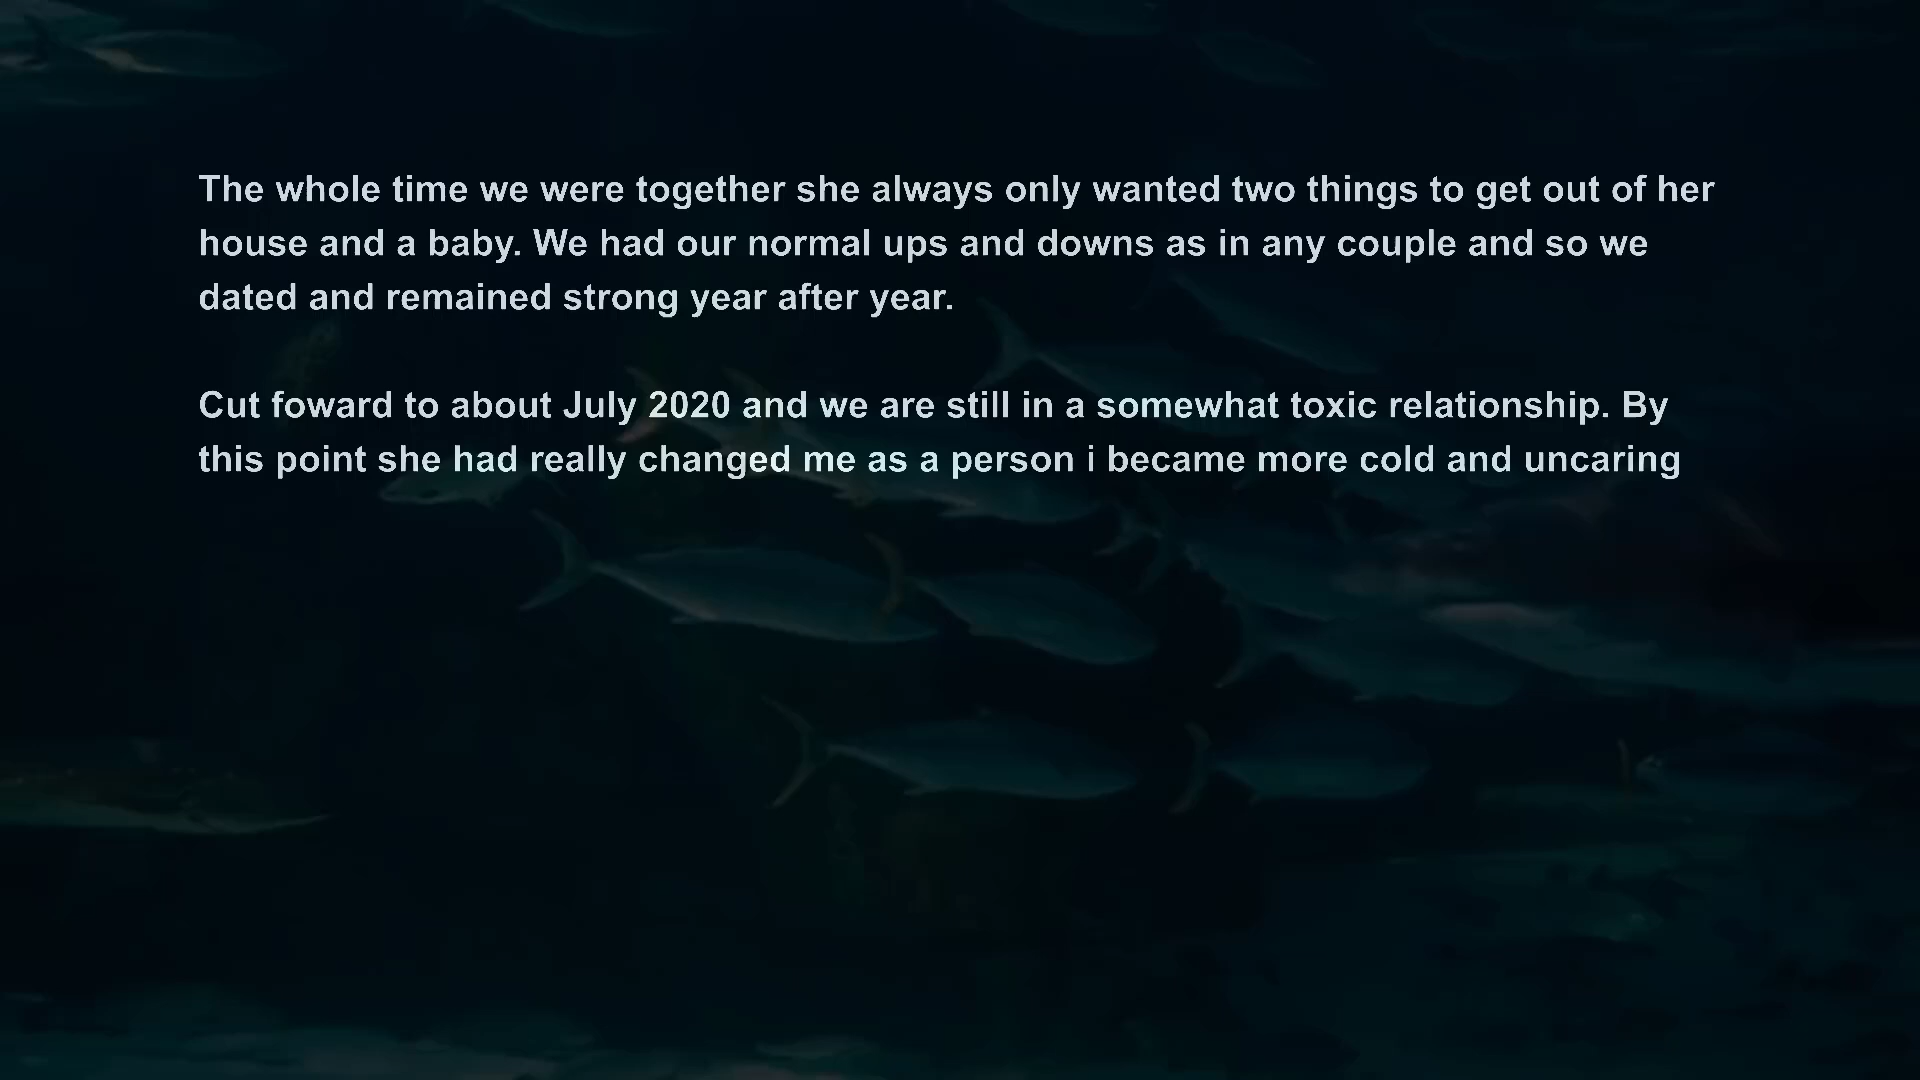 The whole time we were together she always only wanted two things to get out of her
house and a baby. We had our normal ups and downs as in any couple and so we
dated and remained strong year after year.
Cut foward to about July 2020 and we are still in a somewhat toxic relationship. By
this point she had really changed me as a person i became more cold and uncaring